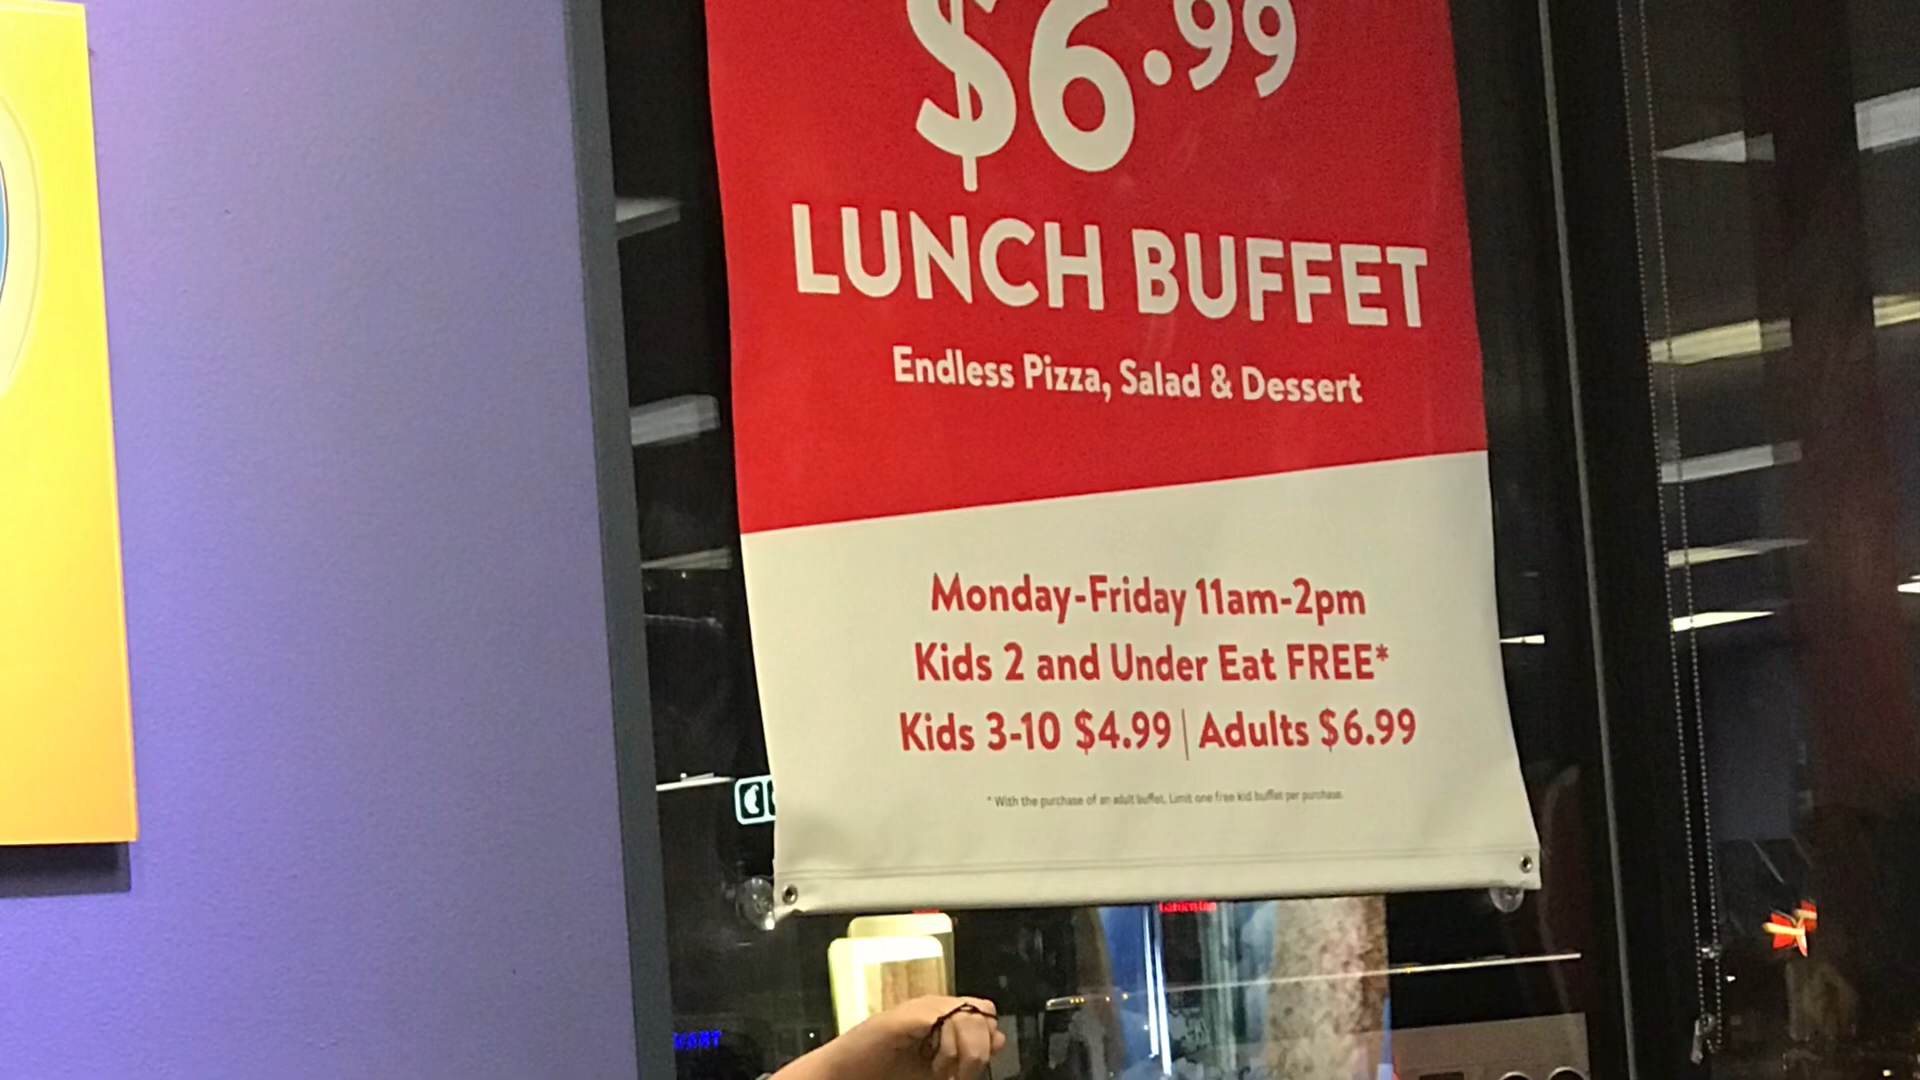 $6.99
LUNCH BUFFET
Endless Pizza, Salad & Dessert
Monday-Friday 11am-2pm
Kids 2 and Under Eat FREE*
Kids 3-10 $4.99 | Adults $6.99
* With the purchase of an adult buffet. Limit one free kid buffet per purchase.